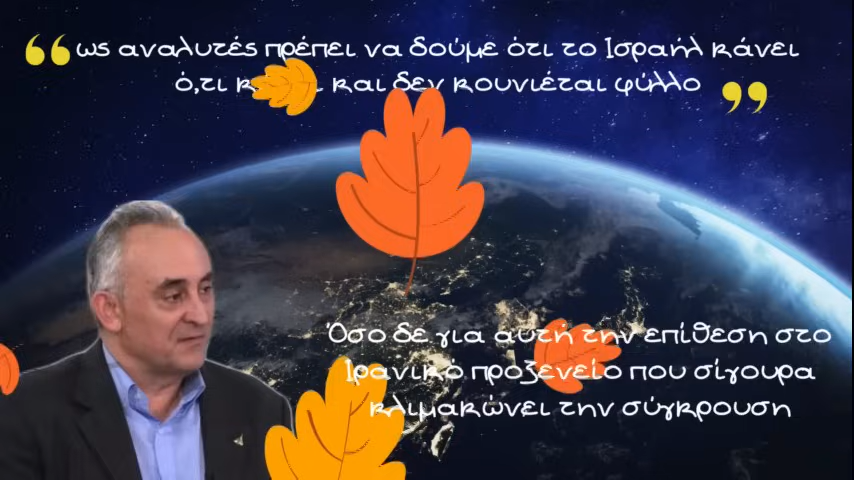 “ως αναλυτές πρέπει να δούμε ότι το Ισραήλ κάνει
ό,τι και δεν κουνιέται φύλλο”
Όσο δε για αυτή την επίθεση στο
Ιρανικό προξενείο που σίγουρα
κλιμακώνει την σύγκρουση